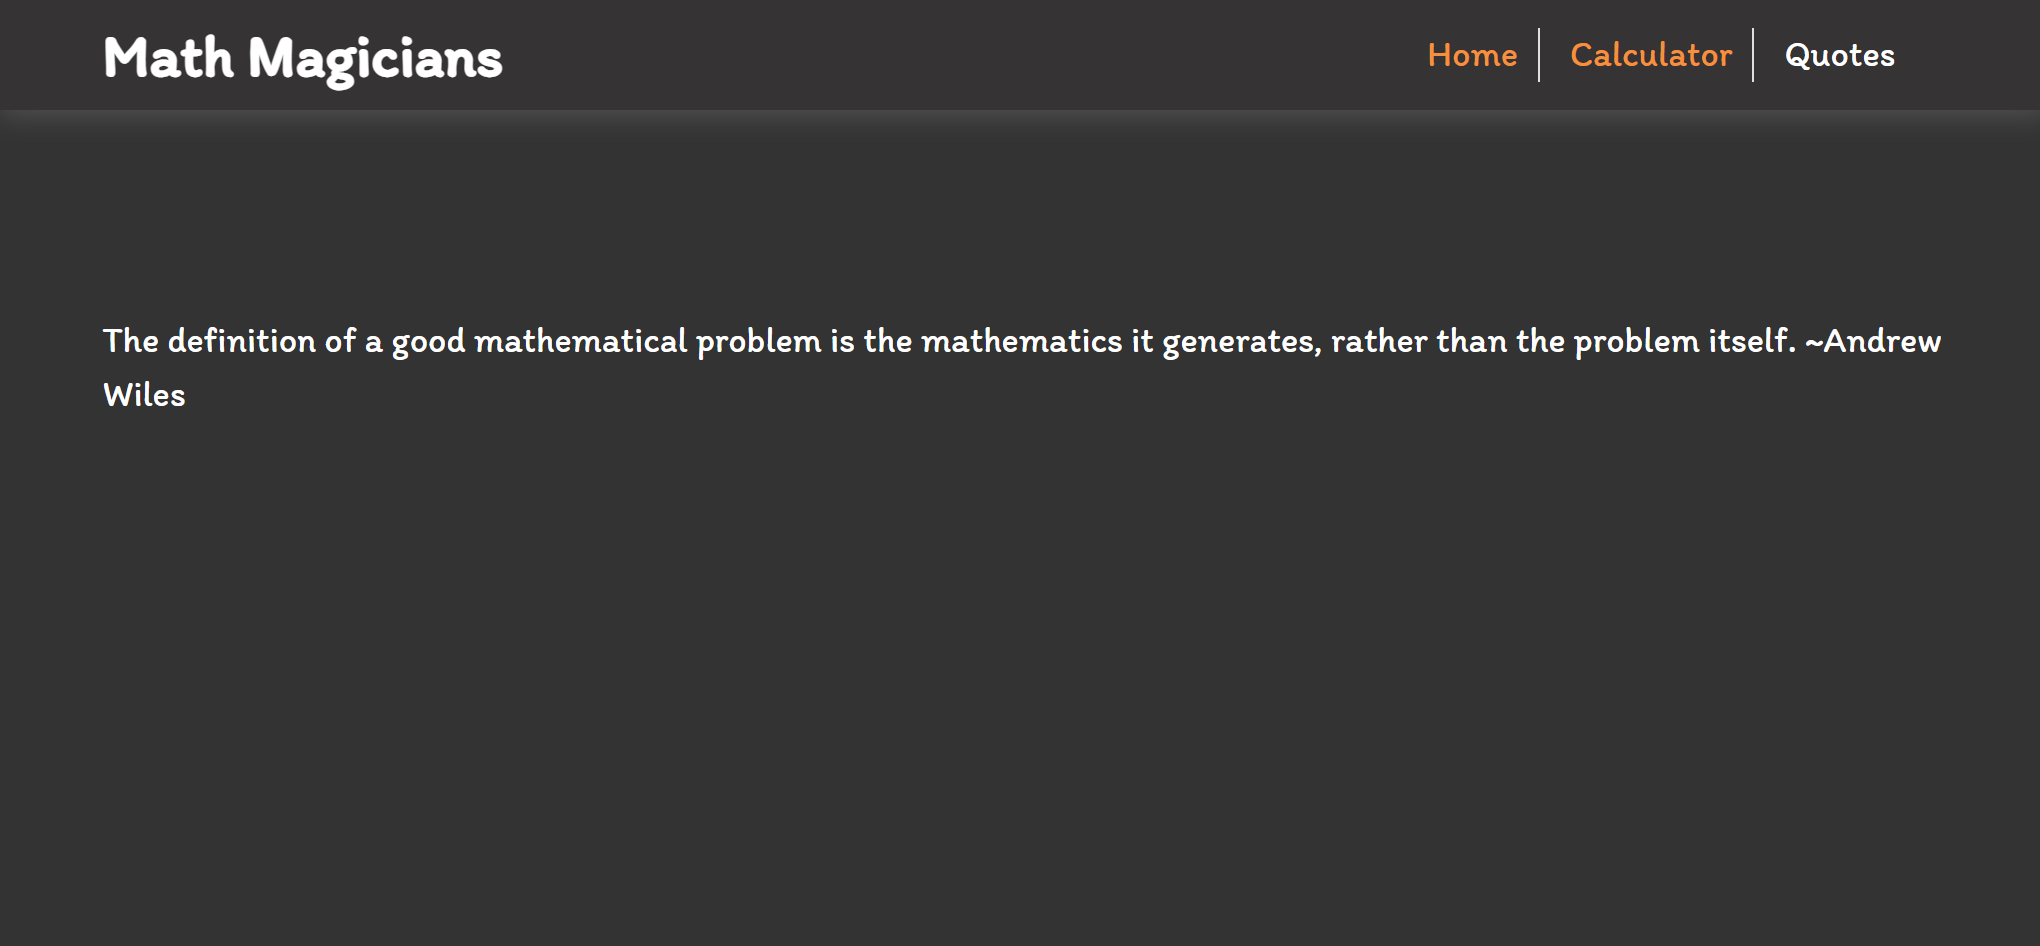 Math Magicians
Home
Calculator
Quotes
The definition of a good mathematical problem is the mathematics it generates, rather than the problem itself. ~Andrew
Wiles